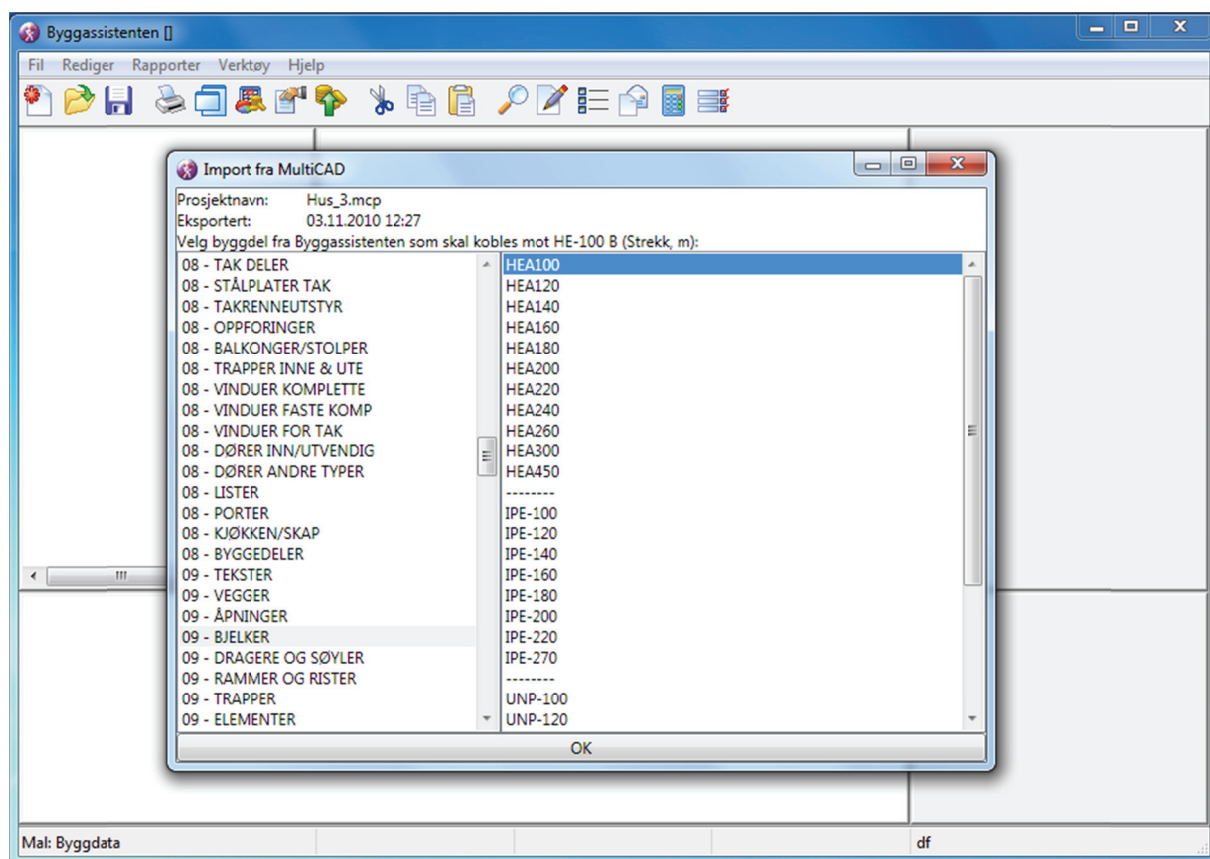 Byggassistenten []
Fil Rediger Rapporter Verktøy Hjelp
Import fra MultiCAD
Prosjektnavn: Hus_3.mcp
Eksportert: 03.11.2010 12:27
Velg byggdel fra Byggassistenten som skal kobles mot HE-100 B (Strekk, m):
08 - TAK DELER
08 - STÅLPLATER TAK
08 - TAKRENNEUTSTYR
08 - OPPFORINGER
08 - BALKONGER/STOLPER
08 - TRAPPER INNE & UTE
08 - VINDUER KOMPLETTE
08 - VINDUER FASTE KOMP
08 - VINDUER FOR TAK
08 - DØRER INN/UTVENDIG
08 - DØRER ANDRE TYPER
08 - LISTER
08 - PORTER
08 - KJØKKEN/SKAP
08 - BYGGEDELER
09 - TEKSTER
09 - VEGGER
09 - ÅPNINGER
09 - BJELKER
09 - DRAGERE OG SØYLER
09 - RAMMER OG RISTER
09 - TRAPPER
09 - ELEMENTER
HEA100
HEA120
HEA140
HEA160
HEA180
HEA200
HEA220
HEA240
HEA260
HEA300
HEA450
--------
IPE-100
IPE-120
IPE-140
IPE-160
IPE-180
IPE-200
IPE-220
IPE-270
--------
UNP-100
UNP-120
OK
Mal: Byggdata
df